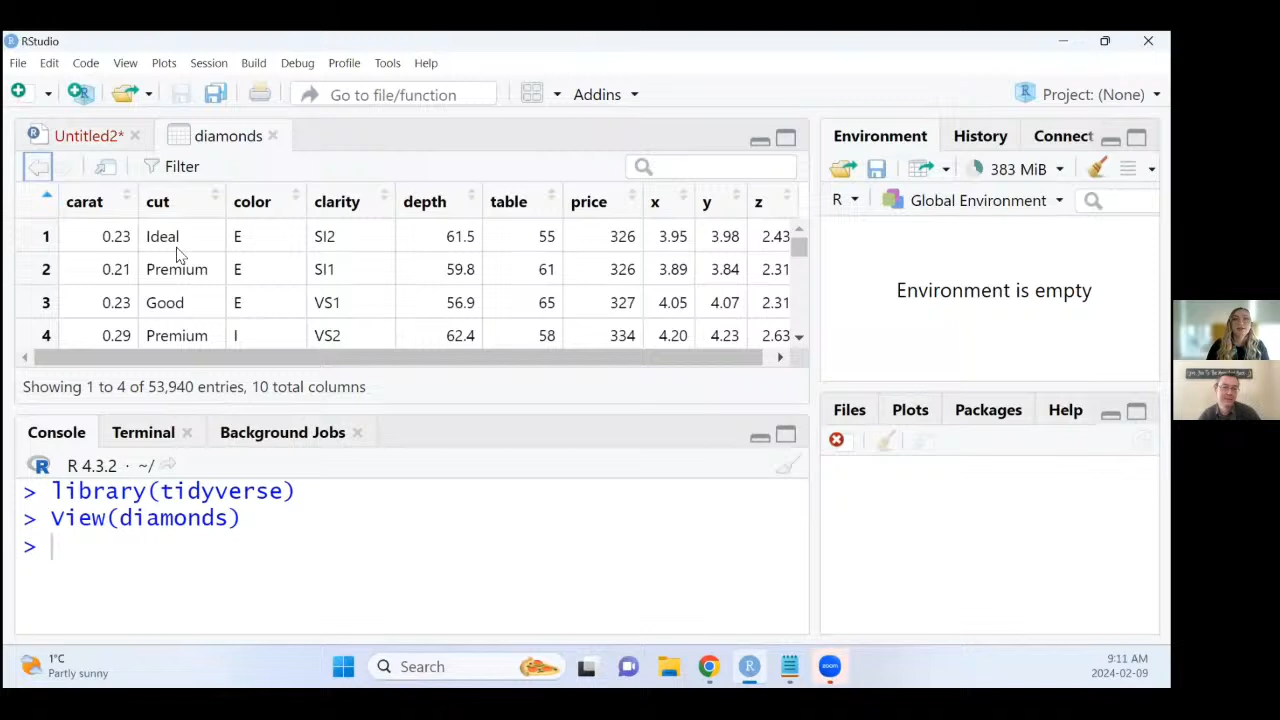 RStudio
File Edit Code View Plots Session Build Debug Profile Tools Help
Go to file/function Addins Project: (None)
Untitled2* diamonds
Filter
carat cut color clarity depth table price x y z
1 0.23 Ideal E SI2 61.5 55 326 3.95 3.98 2.43
2 0.21 Premium E SI1 59.8 61 326 3.89 3.84 2.31
3 0.23 Good E VS1 56.9 65 327 4.05 4.07 2.31
4 0.29 Premium I VS2 62.4 58 334 4.20 4.23 2.63
Showing 1 to 4 of 53,940 entries, 10 total columns
Console Terminal Background Jobs
R 4.3.2 · ~/
> library(tidyverse)
> View(diamonds)
>
Environment History Connect
383 MiB
R Global Environment
Environment is empty
Files Plots Packages Help
1°C
Partly sunny
Search
zoom
9:11 AM
2024-02-09